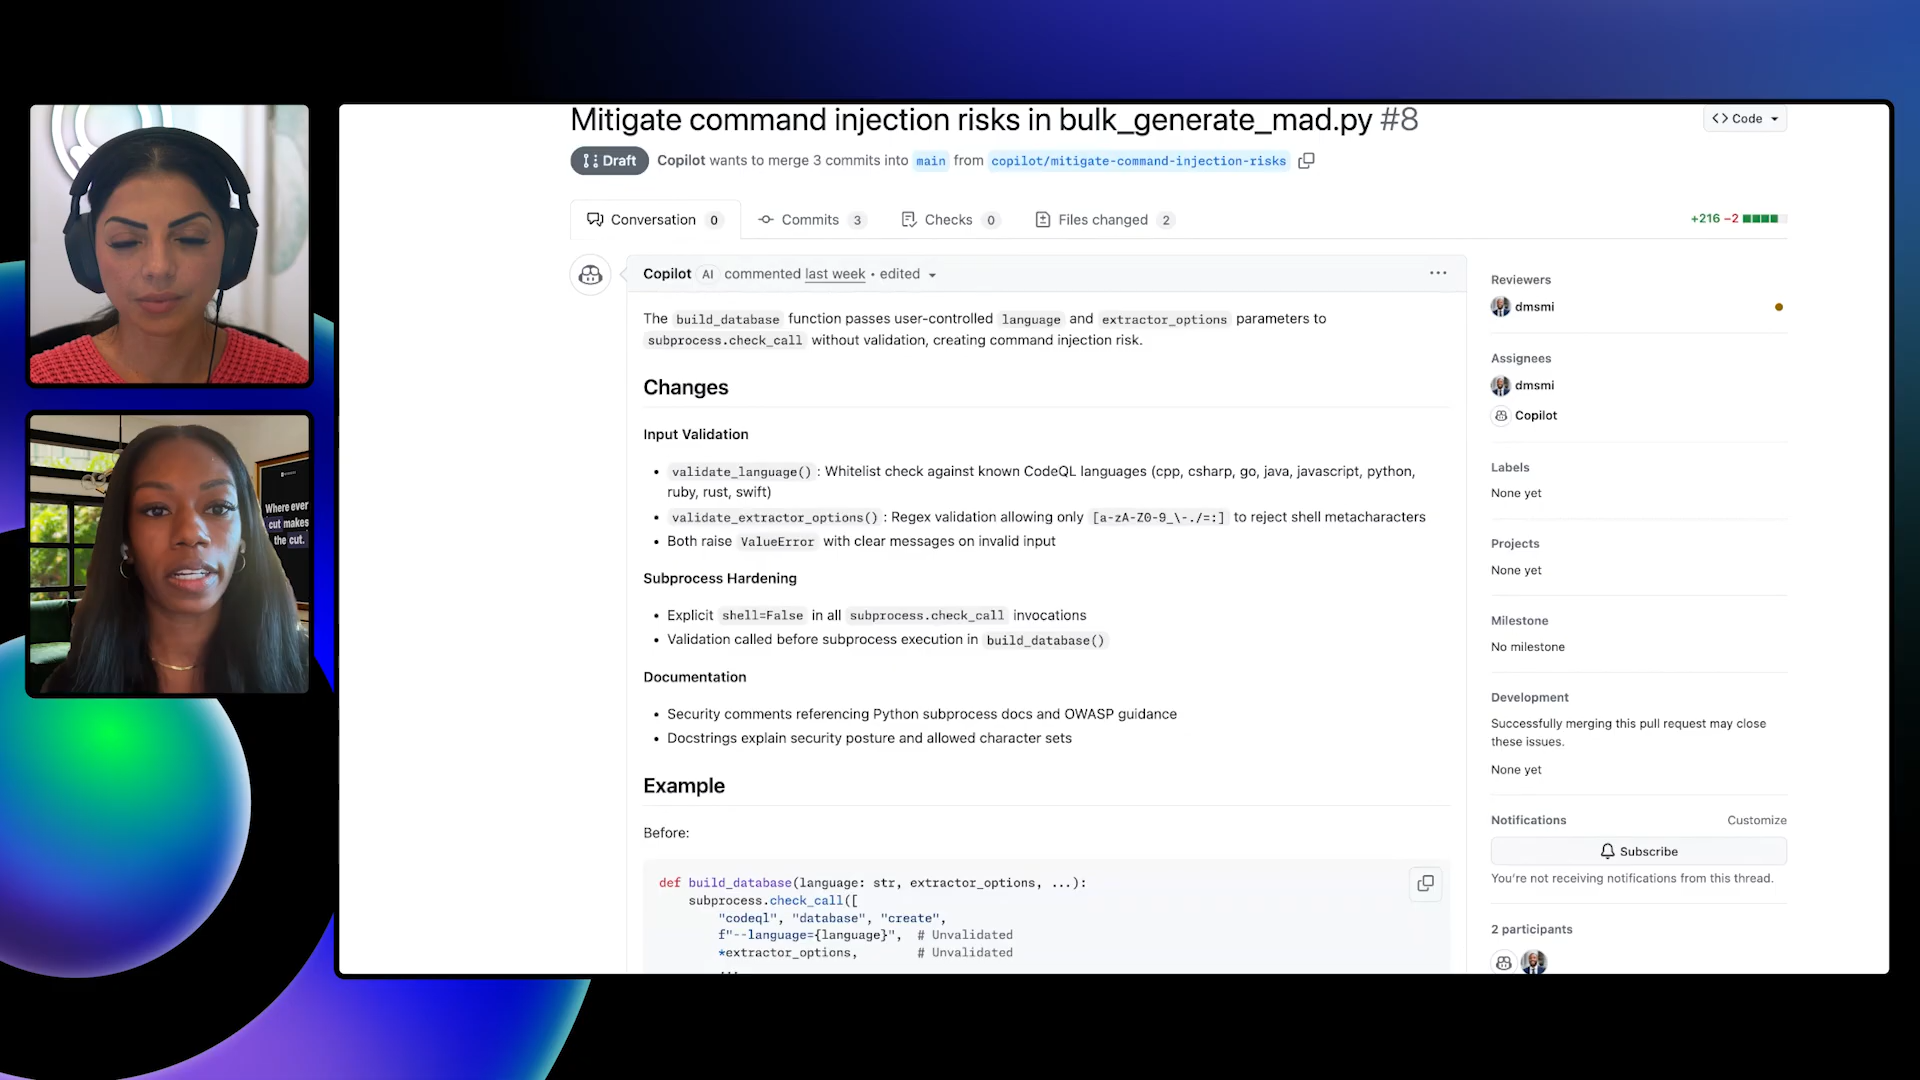 Mitigate command injection risks in bulk_generate_mad.py #8
Code
Draft
Copilot wants to merge 3 commits into main from copilot/mitigate-command-injection-risks
Conversation 0
Commits 3
Checks 0
Files changed 2
+216 −2
Copilot AI commented last week • edited
The build_database function passes user-controlled language and extractor_options parameters to
subprocess.check_call without validation, creating command injection risk.
Changes
Input Validation
• validate_language() : Whitelist check against known CodeQL languages (cpp, csharp, go, java, javascript, python,
ruby, rust, swift)
• validate_extractor_options() : Regex validation allowing only [a-zA-Z0-9_\-./=:] to reject shell metacharacters
• Both raise ValueError with clear messages on invalid input
Subprocess Hardening
• Explicit shell=False in all subprocess.check_call invocations
• Validation called before subprocess execution in build_database()
Documentation
• Security comments referencing Python subprocess docs and OWASP guidance
• Docstrings explain security posture and allowed character sets
Example
Before:
def build_database(language: str, extractor_options, ...):
subprocess.check_call([
"codeql", "database", "create",
f"--language={language}", # Unvalidated
*extractor_options, # Unvalidated
...
Reviewers
dmsmi
Assignees
dmsmi
Copilot
Labels
None yet
Projects
None yet
Milestone
No milestone
Development
Successfully merging this pull request may close
these issues.
None yet
Notifications
Customize
Subscribe
You're not receiving notifications from this thread.
2 participants
Where ever
cut makes
the cut.